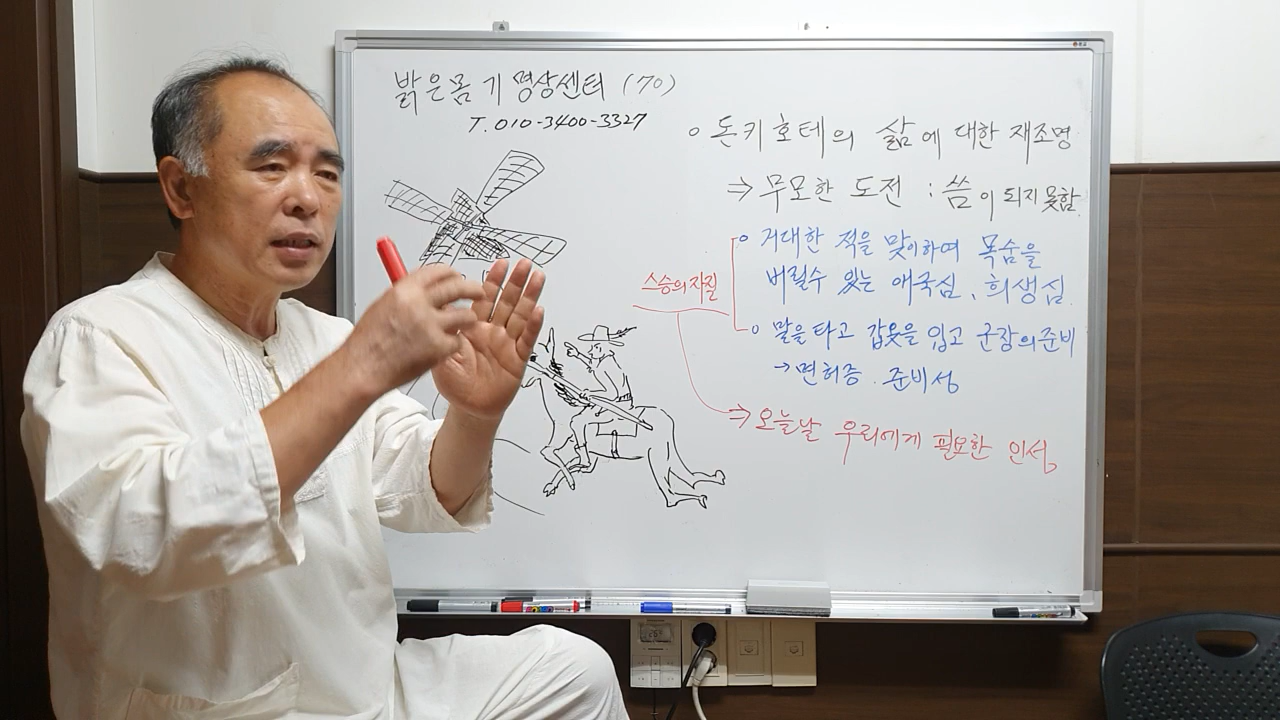 밝은몸 기 명상센터 (70)
T. 010-3400-3327
○ 돈키호테의 삶에 대한 재조명
⇒ 무모한 도전 : 씀이 되지 못함
○ 거대한 적을 맞이하여 목숨을
버릴수 있는 애국심, 희생심.
스승의 자질
○ 말을 타고 갑옷을 입고 군장의 준비
→ 면허증. 준비성
⇒ 오늘날 우리에게 필요한 인성